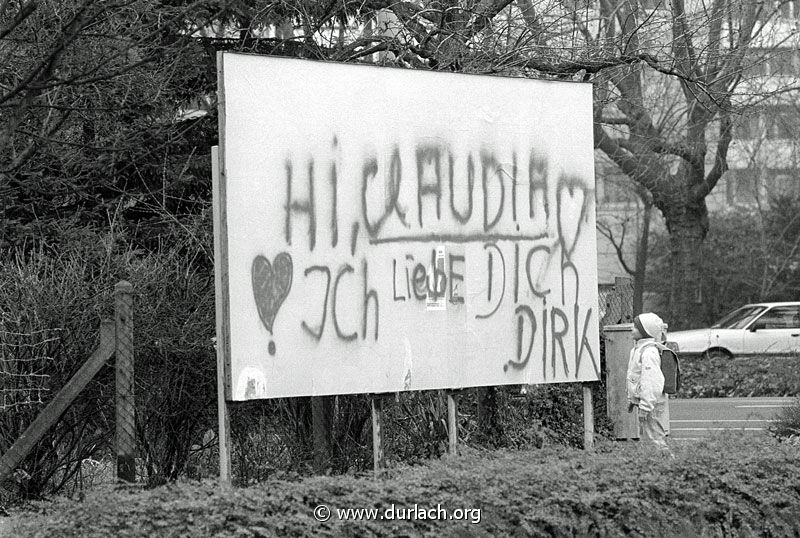 Hi, CLAUDIA
Ich LiebE Dich
DIRK
© www.durlach.org